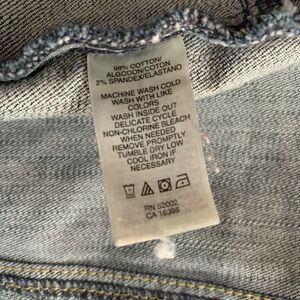 98% COTTON/
ALGODON/COTON
2% SPANDEX/ELASTANO
MACHINE WASH COLD
WASH WITH LIKE
COLORS
WASH INSIDE OUT
DELICATE CYCLE
NON-CHLORINE BLEACH
WHEN NEEDED
REMOVE PROMPTLY
TUMBLE DRY LOW
COOL IRON IF
NECESSARY
RN 52002
CA 16399